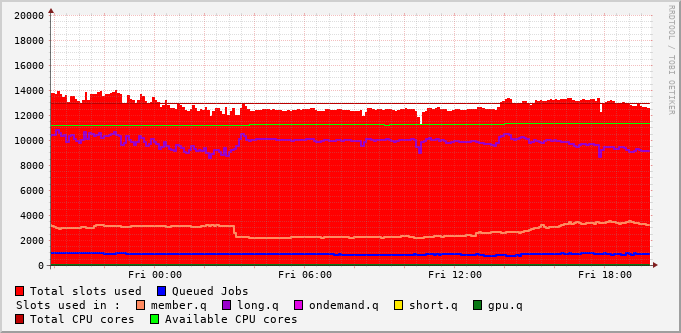 20000
18000
16000
14000
12000
10000
8000
6000
4000
2000
0
Fri 00:00 Fri 06:00 Fri 12:00 Fri 18:00
RRDTOOL / TOBI OETIKER
Total slots used Queued Jobs
Slots used in : member.q long.q ondemand.q short.q gpu.q
Total CPU cores Available CPU cores